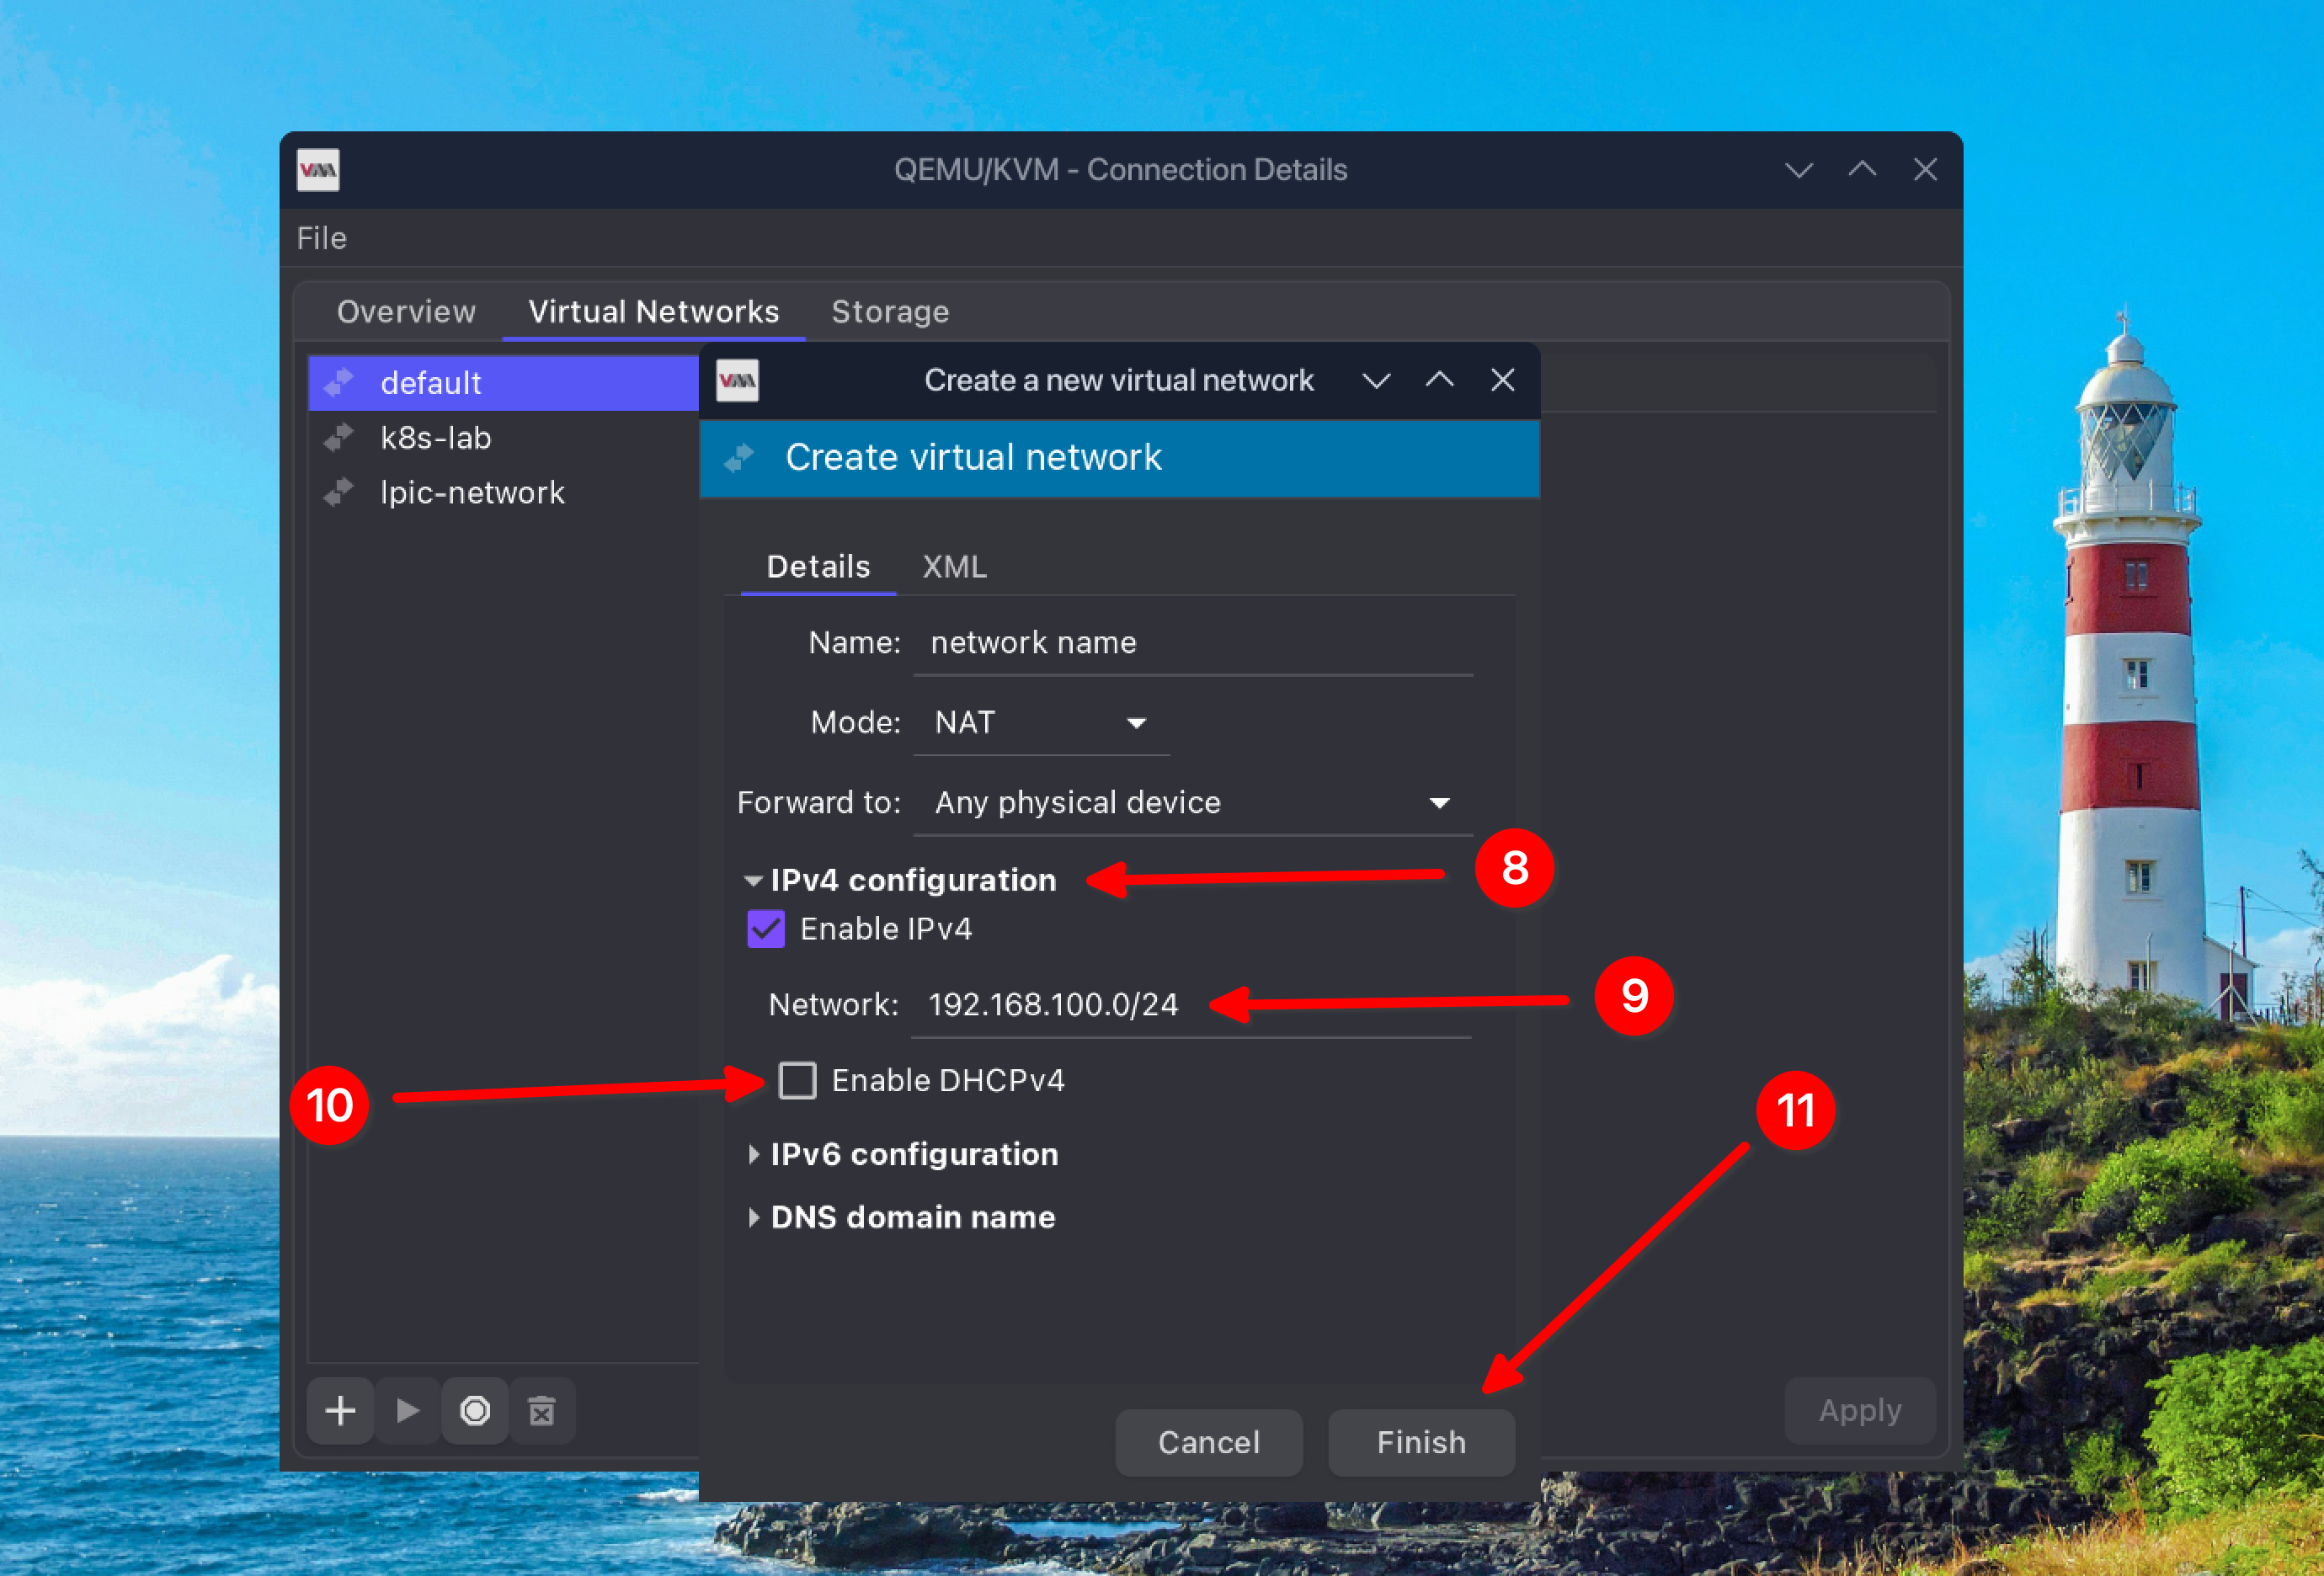 QEMU/KVM - Connection Details
File
Overview Virtual Networks Storage
default
k8s-lab
lpic-network
Create a new virtual network
Create virtual network
Details XML
Name: network name
Mode: NAT
Forward to: Any physical device
IPv4 configuration
8
Enable IPv4
Network: 192.168.100.0/24
9
10
Enable DHCPv4
11
IPv6 configuration
DNS domain name
Apply
Cancel Finish